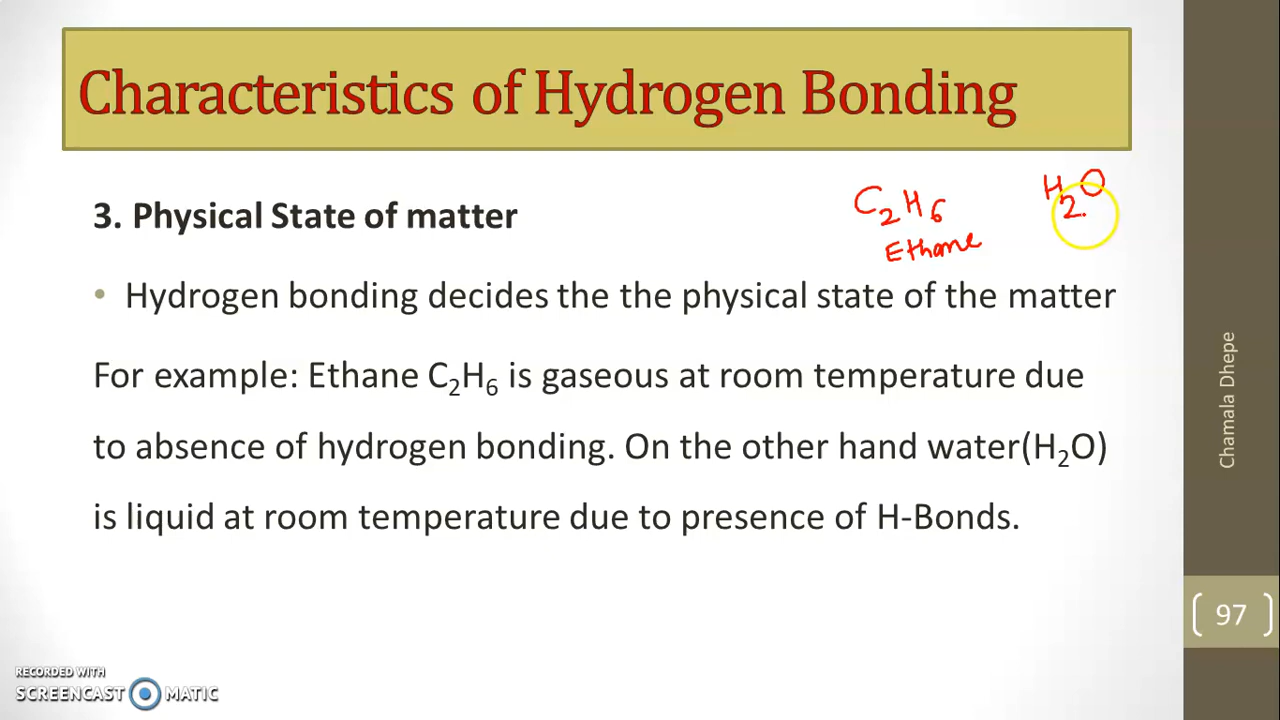 Characteristics of Hydrogen Bonding
3. Physical State of matter
C2H6
H2O
Ethane
• Hydrogen bonding decides the the physical state of the matter
For example: Ethane C₂H₆ is gaseous at room temperature due
to absence of hydrogen bonding. On the other hand water(H₂O)
is liquid at room temperature due to presence of H-Bonds.
Chamala Dhepe
97
RECORDED WITH
SCREENCAST MATIC